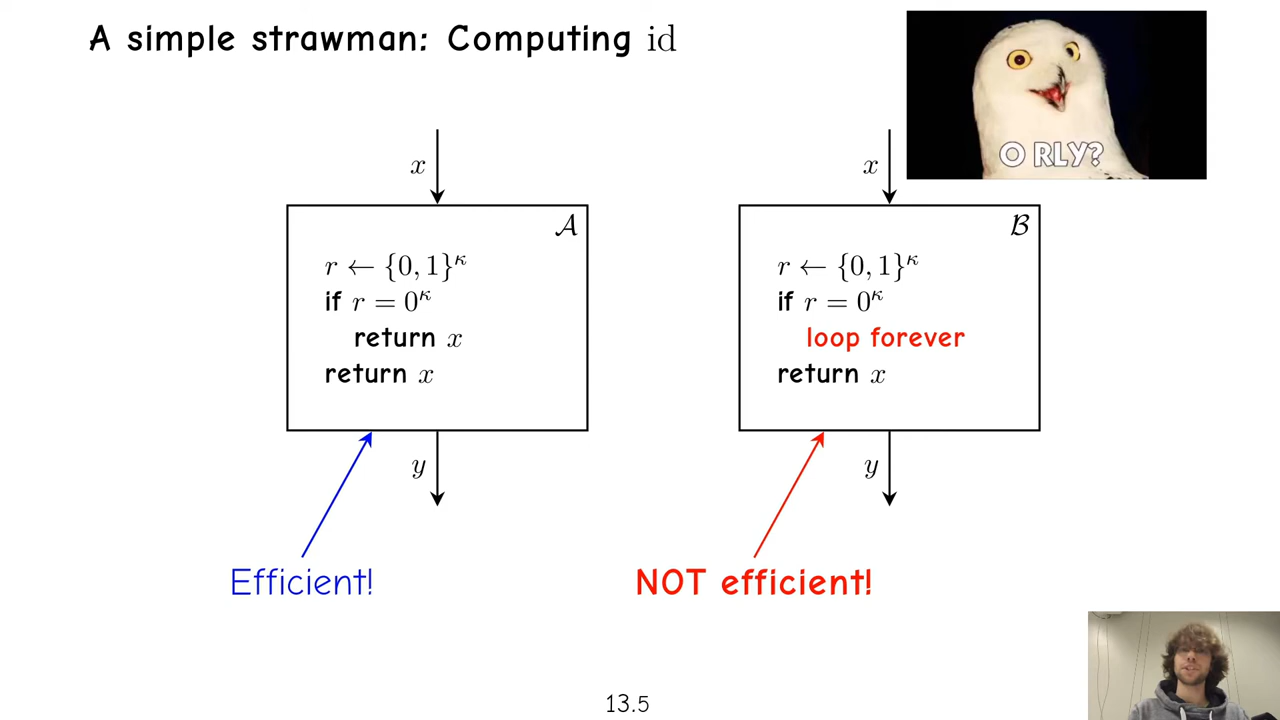 A simple strawman: Computing id
O RLY?
x
x
𝒜
r ← {0, 1}^κ
if r = 0^κ
return x
return x
ℬ
r ← {0, 1}^κ
if r = 0^κ
loop forever
return x
y
y
Efficient!
NOT efficient!
13.5